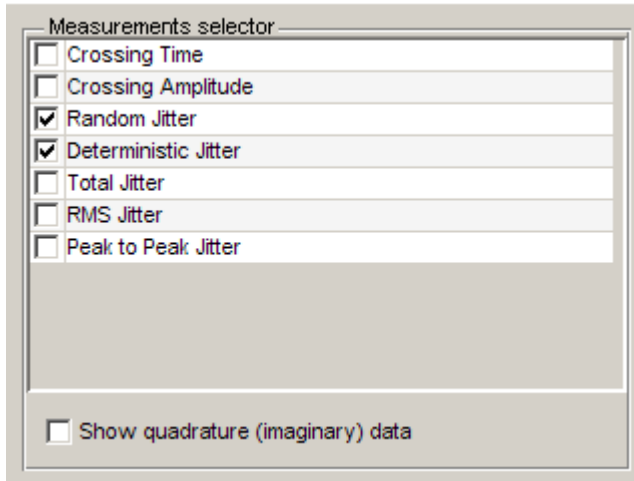 Measurements selector
Crossing Time
Crossing Amplitude
Random Jitter
Deterministic Jitter
Total Jitter
RMS Jitter
Peak to Peak Jitter
Show quadrature (imaginary) data